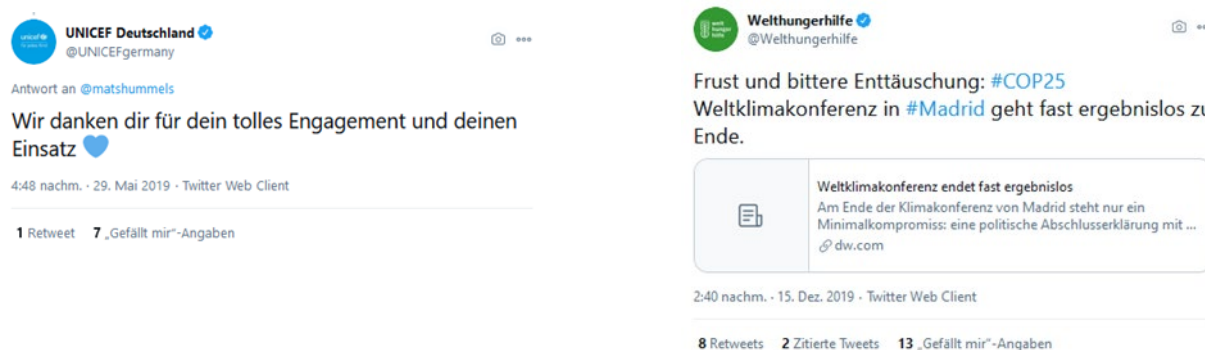 UNICEF Deutschland
@UNICEFgermany
Antwort an @matshummels
Wir danken dir für dein tolles Engagement und deinen
Einsatz 💙
4:48 nachm. · 29. Mai 2019 · Twitter Web Client
1 Retweet 7 „Gefällt mir“-Angaben
Welthungerhilfe
@Welthungerhilfe
Frust und bittere Enttäuschung: #COP25
Weltklimakonferenz in #Madrid geht fast ergebnislos zu
Ende.
Weltklimakonferenz endet fast ergebnislos
Am Ende der Klimakonferenz von Madrid steht nur ein
Minimalkompromiss: eine politische Abschlusserklärung mit ...
dw.com
2:40 nachm. · 15. Dez. 2019 · Twitter Web Client
8 Retweets 2 Zitierte Tweets 13 „Gefällt mir“-Angaben